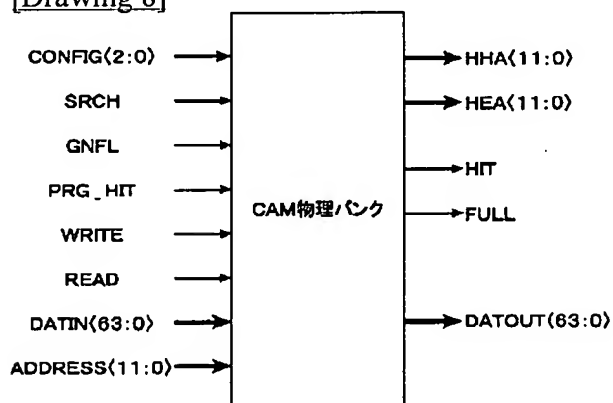 [Drawing 8]
CONFIG(2:0)
SRCH
GNFL
PRG_HIT
WRITE
READ
DATIN(63:0)
ADDRESS(11:0)
CAM物理バンク
HHA(11:0)
HEA(11:0)
HIT
FULL
DATOUT(63:0)